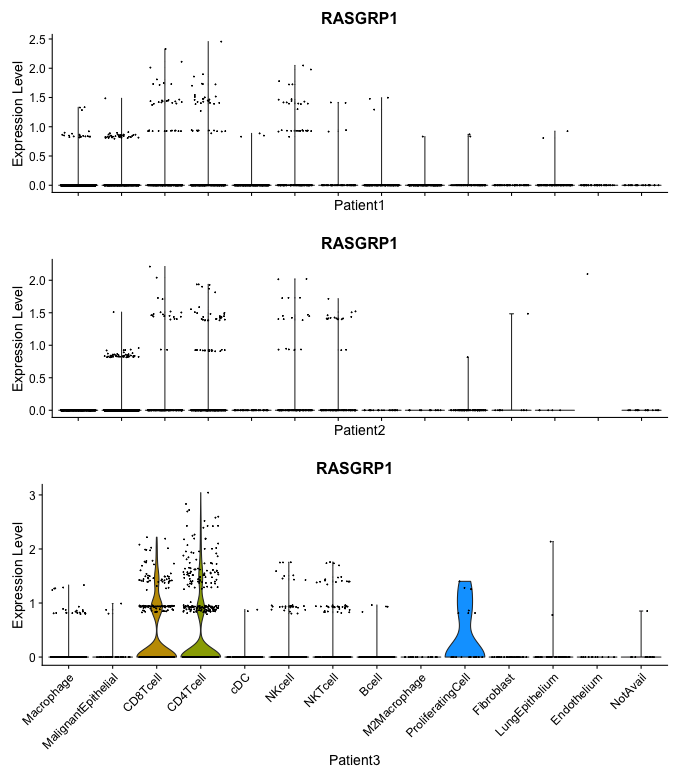 RASGRP1
Expression Level
2.5
2.0
1.5
1.0
0.5
0.0
Patient1
RASGRP1
Expression Level
2.0
1.5
1.0
0.5
0.0
Patient2
RASGRP1
Expression Level
3
2
1
0
Macrophage
MalignantEpithelial
CD8Tcell
CD4Tcell
cDC
NKcell
NKTcell
Bcell
M2Macrophage
ProliferatingCell
Fibroblast
LungEpithelium
Endothelium
NotAvail
Patient3